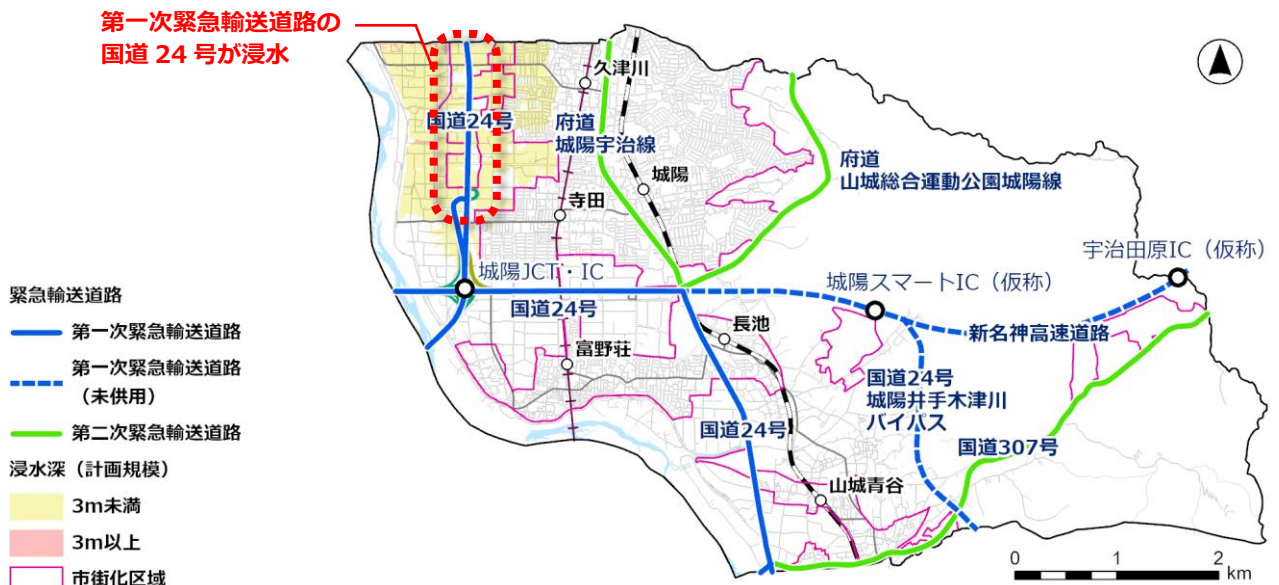 第一次緊急輸送道路の
国道 24 号が浸水
久津川
国道24号
府道
城陽宇治線
城陽
府道
山城総合運動公園城陽線
寺田
宇治田原IC（仮称）
城陽JCT・IC
城陽スマートIC（仮称）
国道24号
長池
新名神高速道路
富野荘
国道24号
城陽井手木津川
バイパス
国道24号
国道307号
山城青谷
緊急輸送道路
第一次緊急輸送道路
第一次緊急輸送道路
（未供用）
第二次緊急輸送道路
浸水深（計画規模）
3m未満
3m以上
市街化区域
0 1 2
km